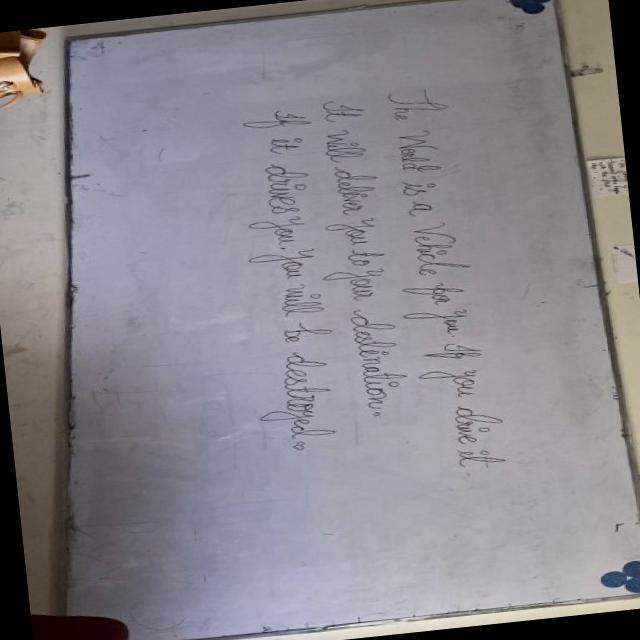 The World is a Vehicle for you. If you drive it
It will deliver you to your destination.
If it drives you you will be destroyed.